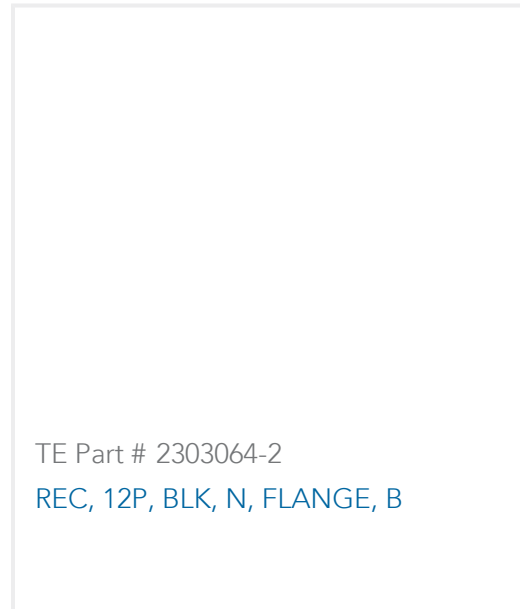 TE Part # 2303064-2
REC, 12P, BLK, N, FLANGE, B